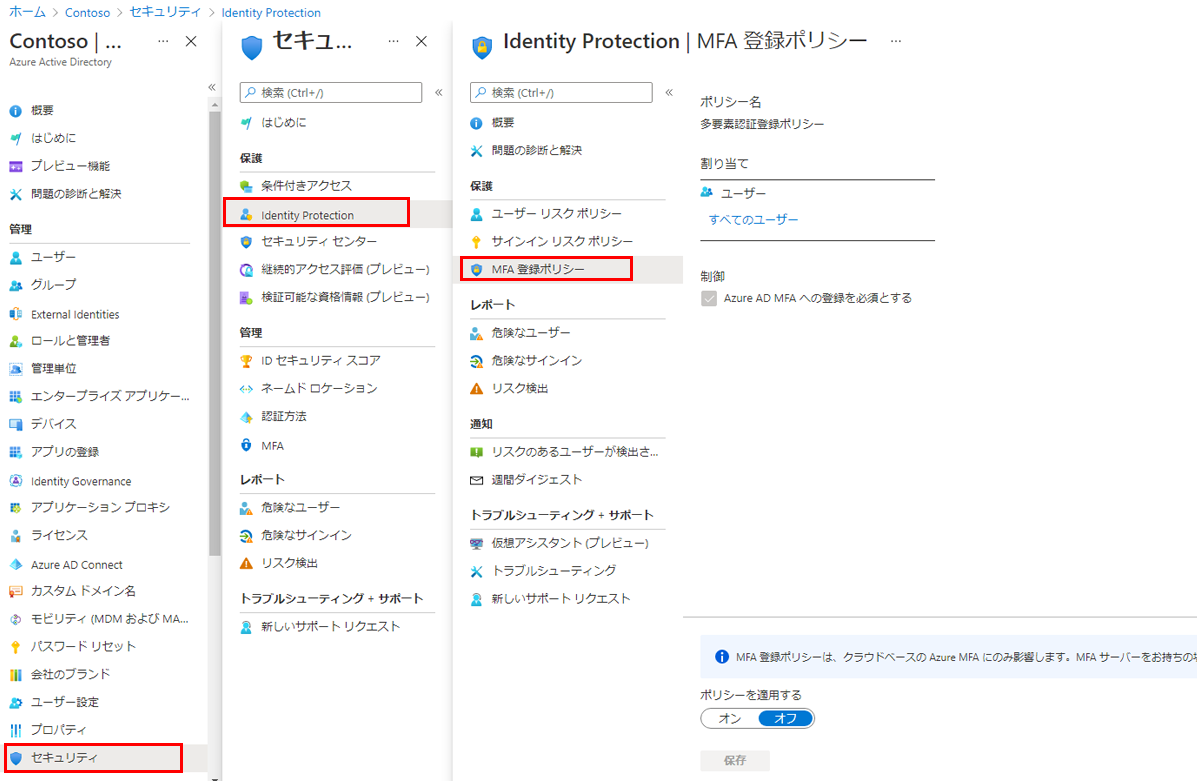 ホーム > Contoso > セキュリティ > Identity Protection
Contoso | ...
Azure Active Directory
概要
はじめに
プレビュー機能
問題の診断と解決
管理
ユーザー
グループ
External Identities
ロールと管理者
管理単位
エンタープライズ アプリケー...
デバイス
アプリの登録
Identity Governance
アプリケーション プロキシ
ライセンス
Azure AD Connect
カスタム ドメイン名
モビリティ (MDM および MA...
パスワード リセット
会社のブランド
ユーザー設定
プロパティ
セキュリティ
セキュ...
検索 (Ctrl+/)
はじめに
保護
条件付きアクセス
Identity Protection
セキュリティ センター
継続的アクセス評価 (プレビュー)
検証可能な資格情報 (プレビュー)
管理
ID セキュリティ スコア
ネームド ロケーション
認証方法
MFA
レポート
危険なユーザー
危険なサインイン
リスク検出
トラブルシューティング + サポート
新しいサポート リクエスト
Identity Protection | MFA 登録ポリシー ...
検索 (Ctrl+/)
概要
問題の診断と解決
保護
ユーザー リスク ポリシー
サインイン リスク ポリシー
MFA 登録ポリシー
レポート
危険なユーザー
危険なサインイン
リスク検出
通知
リスクのあるユーザーが検出さ...
週間ダイジェスト
トラブルシューティング + サポート
仮想アシスタント (プレビュー)
トラブルシューティング
新しいサポート リクエスト
ポリシー名
多要素認証登録ポリシー
割り当て
ユーザー
すべてのユーザー
制御
Azure AD MFA への登録を必須とする
MFA 登録ポリシーは、クラウドベースの Azure MFA にのみ影響します。MFA サーバーをお持ちの
ポリシーを適用する
オン オフ
保存